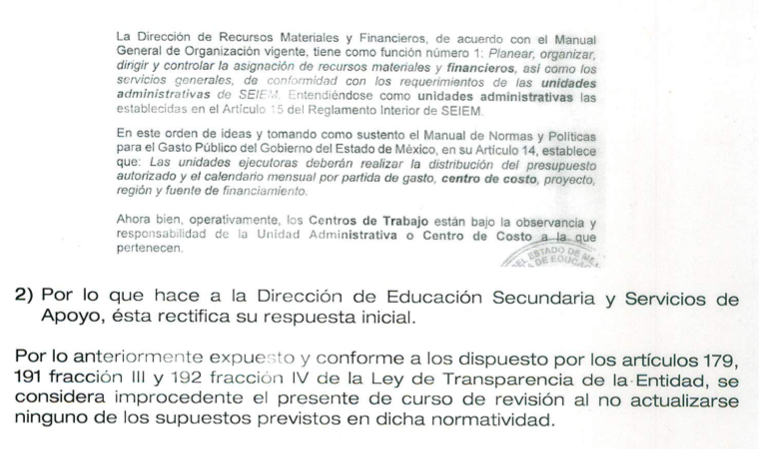 La Dirección de Recursos Materiales y Financieros, de acuerdo con el Manual
General de Organización vigente, tiene como función número 1: Planear, organizar,
dirigir y controlar la asignación de recursos materiales y financieros, así como los
servicios generales, de conformidad con los requerimientos de las unidades
administrativas de SEIEM. Entendiéndose como unidades administrativas las
establecidas en el Artículo 15 del Reglamento Interior de SEIEM.
En este orden de ideas y tomando como sustento el Manual de Normas y Políticas
para el Gasto Público del Gobierno del Estado de México, en su Artículo 14, establece
que: Las unidades ejecutoras deberán realizar la distribución del presupuesto
autorizado y el calendario mensual por partida de gasto, centro de costo, proyecto,
región y fuente de financiamiento.
Ahora bien, operativamente, los Centros de Trabajo están bajo la observancia y
responsabilidad de la Unidad Administrativa o Centro de Costo a la que
pertenecen.
ESTADO DE
DE EDUCA
2) Por lo que hace a la Dirección de Educación Secundaria y Servicios de
Apoyo, ésta rectifica su respuesta inicial.
Por lo anteriormente expuesto y conforme a los dispuesto por los artículos 179,
191 fracción III y 192 fracción IV de la Ley de Transparencia de la Entidad, se
considera improcedente el presente de curso de revisión al no actualizarse
ninguno de los supuestos previstos en dicha normatividad.